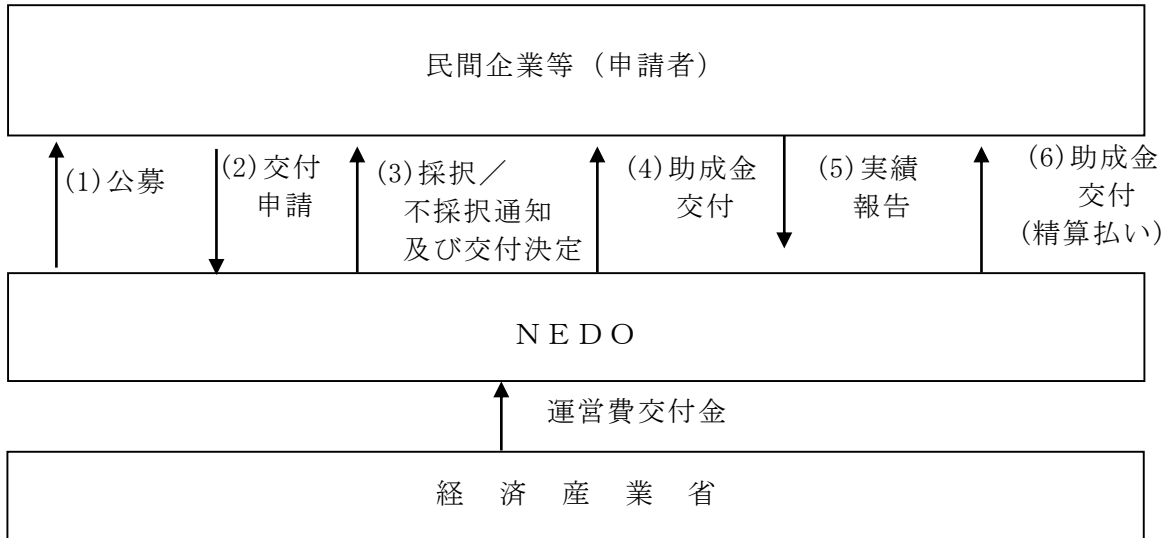 民間企業等（申請者）
(1)公募
(2)交付
申請
(3)採択／
不採択通知
及び交付決定
(4)助成金
交付
(5)実績
報告
(6)助成金
交付
(精算払い)
ＮＥＤＯ
運営費交付金
経　済　産　業　省